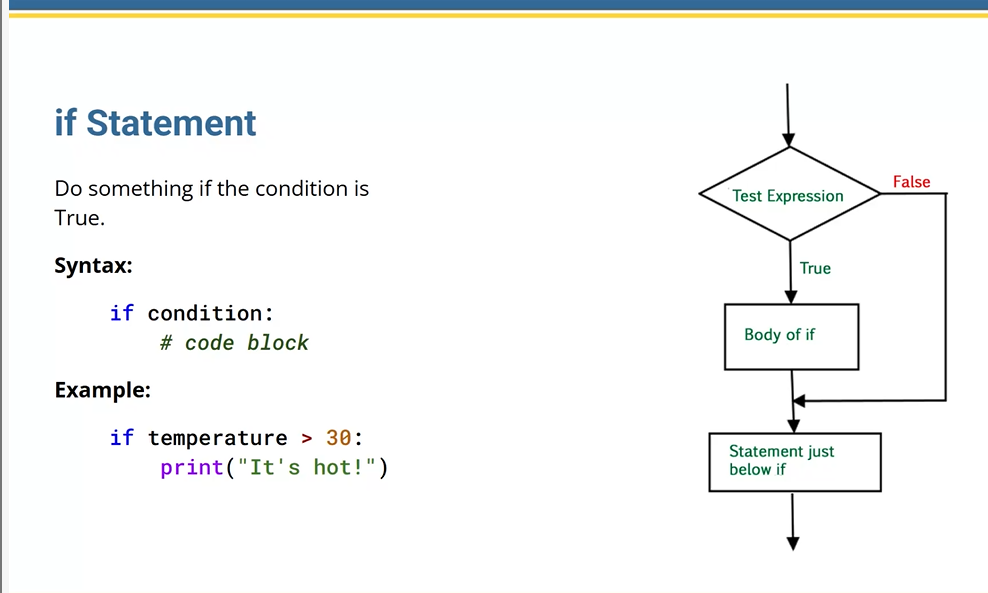 if Statement
Do something if the condition is
True.
Syntax:
if condition:
# code block
Example:
if temperature > 30:
print("It's hot!")
Test Expression
False
True
Body of if
Statement just
below if